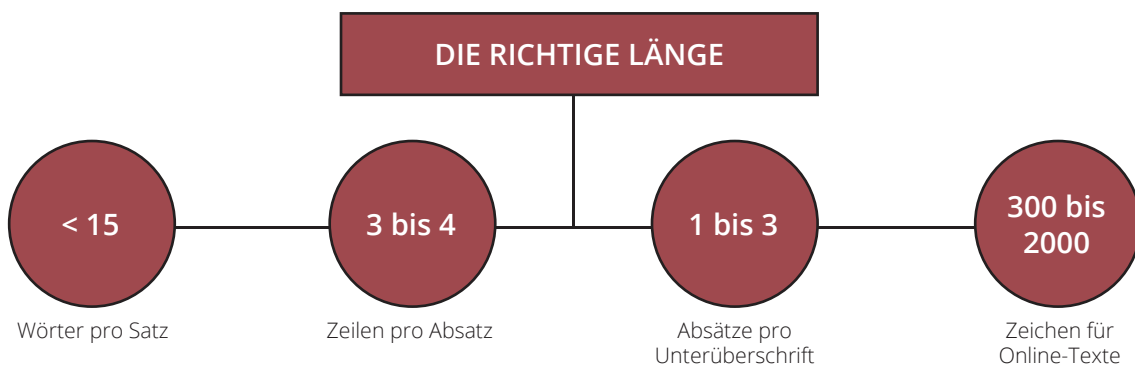 DIE RICHTIGE LÄNGE
< 15
Wörter pro Satz
3 bis 4
Zeilen pro Absatz
1 bis 3
Absätze pro
Unterüberschrift
300 bis
2000
Zeichen für
Online-Texte